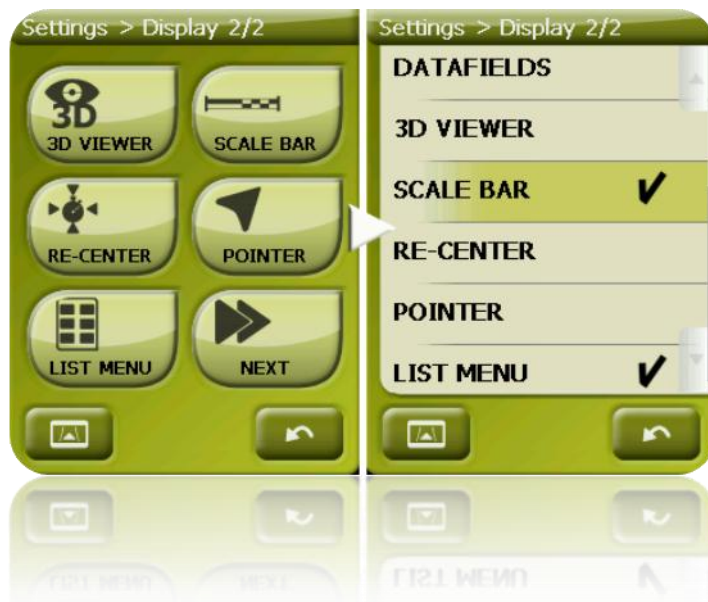 Settings > Display 2/2
3D
3D VIEWER
SCALE BAR
RE-CENTER
POINTER
LIST MENU
NEXT
Settings > Display 2/2
DATAFIELDS
3D VIEWER
SCALE BAR
RE-CENTER
POINTER
LIST MENU